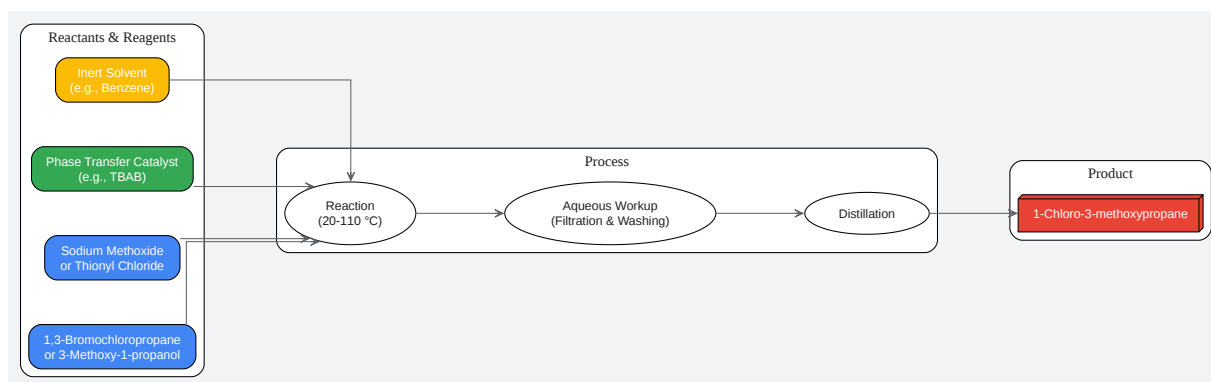 Reactants & Reagents
Inert Solvent
(e.g., Benzene)
Phase Transfer Catalyst
(e.g., TBAB)
Sodium Methoxide
or Thionyl Chloride
1,3-Bromochloropropane
or 3-Methoxy-1-propanol
Process
Reaction
(20-110 °C)
Aqueous Workup
(Filtration & Washing)
Distillation
Product
1-Chloro-3-methoxypropane